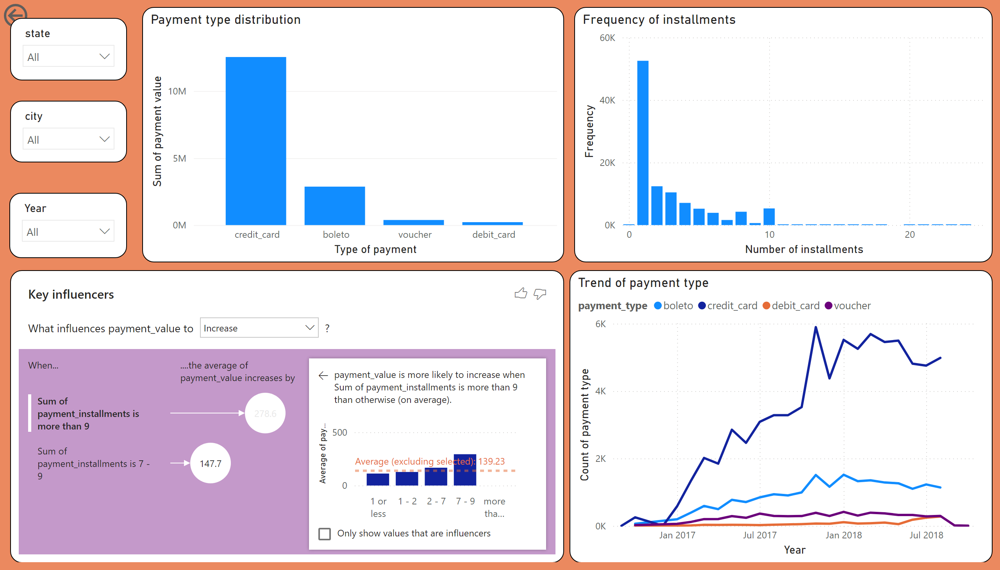 state
All
city
All
Year
All
Payment type distribution
Sum of payment value
10M
5M
0M
credit_card
boleto
voucher
debit_card
Type of payment
Frequency of installments
Frequency
60K
40K
20K
0K
0
10
20
Number of installments
Key influencers
What influences payment_value to
Increase
?
When...
....the average of
payment_value increases by
Sum of
payment_installments is
more than 9
278.6
Sum of
payment_installments is 7 -
9
147.7
payment_value is more likely to increase when
Sum of payment_installments is more than 9
than otherwise (on average).
Average of pay...
500
0
Average (excluding selected): 139.23
1 or
less
1 - 2
2 - 7
7 - 9
more
tha...
Only show values that are influencers
Trend of payment type
payment_type boleto credit_card debit_card voucher
Count of payment type
6K
4K
2K
0K
Jan 2017
Jul 2017
Jan 2018
Jul 2018
Year